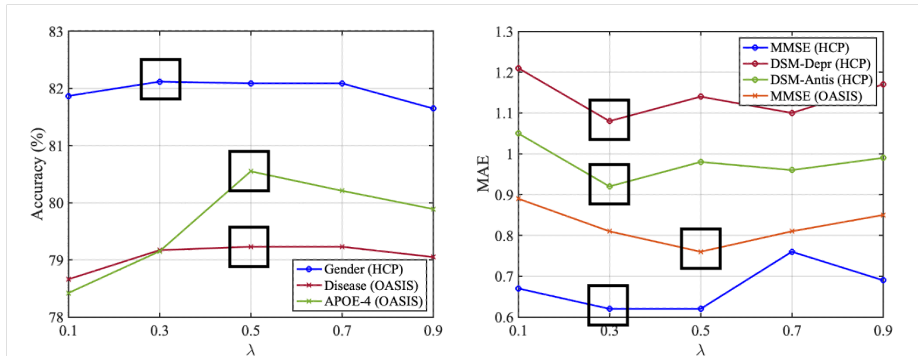 83
82
81
80
79
78
Accuracy (%)
Gender (HCP)
Disease (OASIS)
APOE-4 (OASIS)
0.1 0.3 0.5 0.7 0.9
λ
1.3
1.2
1.1
1
0.9
0.8
0.7
0.6
MAE
MMSE (HCP)
DSM-Depr (HCP)
DSM-Antis (HCP)
MMSE (OASIS)
0.1 0.3 0.5 0.7 0.9
λ